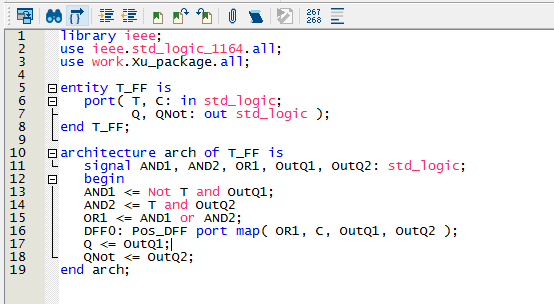 267
268
1 library ieee;
2 use ieee.std_logic_1164.all;
3 use work.Xu_package.all;
4
5 entity T_FF is
6 port( T, C: in std_logic;
7 Q, QNot: out std_logic );
8 end T_FF;
9
10 architecture arch of T_FF is
11 signal AND1, AND2, OR1, OutQ1, OutQ2: std_logic;
12 begin
13 AND1 <= Not T and OutQ1;
14 AND2 <= T and OutQ2
15 OR1 <= AND1 or AND2;
16 DFF0: Pos_DFF port map( OR1, C, OutQ1, OutQ2 );
17 Q <= OutQ1;
18 QNot <= OutQ2;
19 end arch;